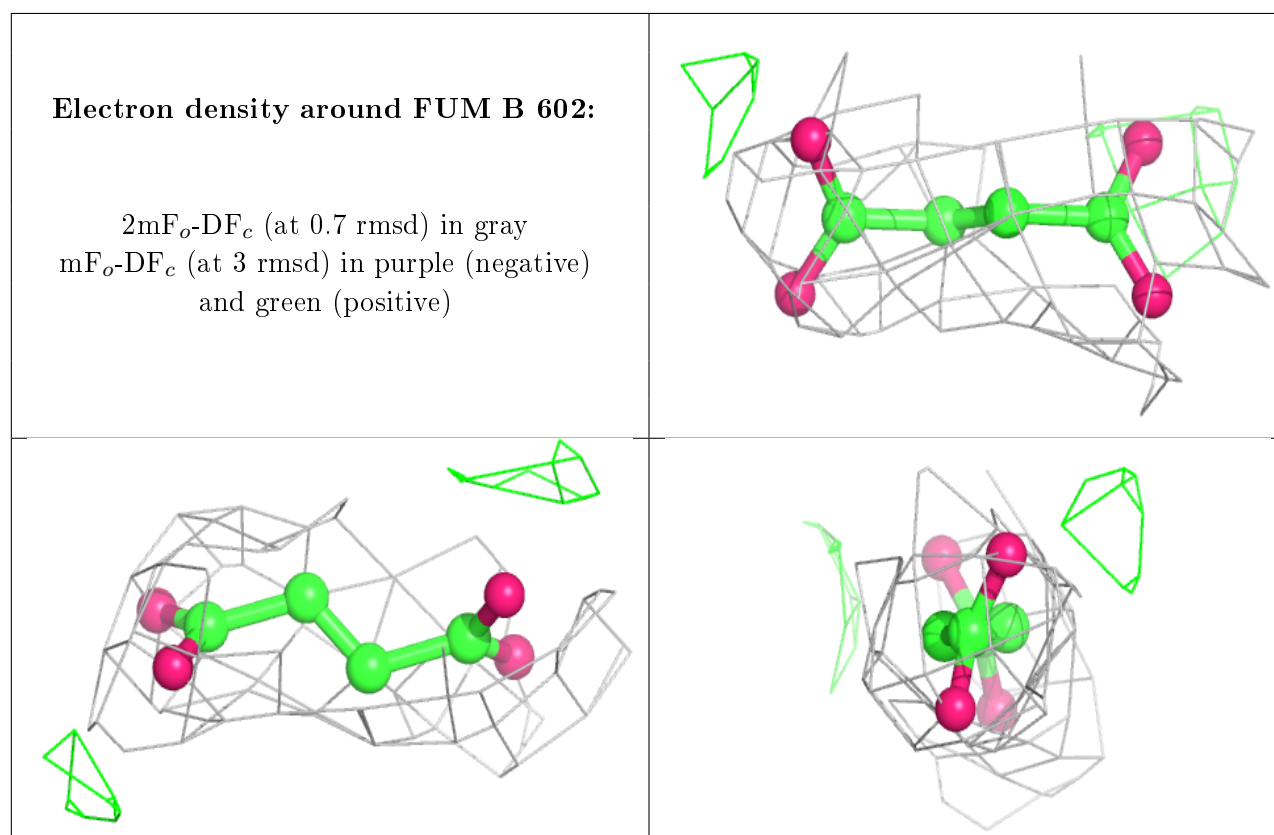 Electron density around FUM B 602:
2mFo-DFc (at 0.7 rmsd) in gray
mFo-DFc (at 3 rmsd) in purple (negative)
and green (positive)